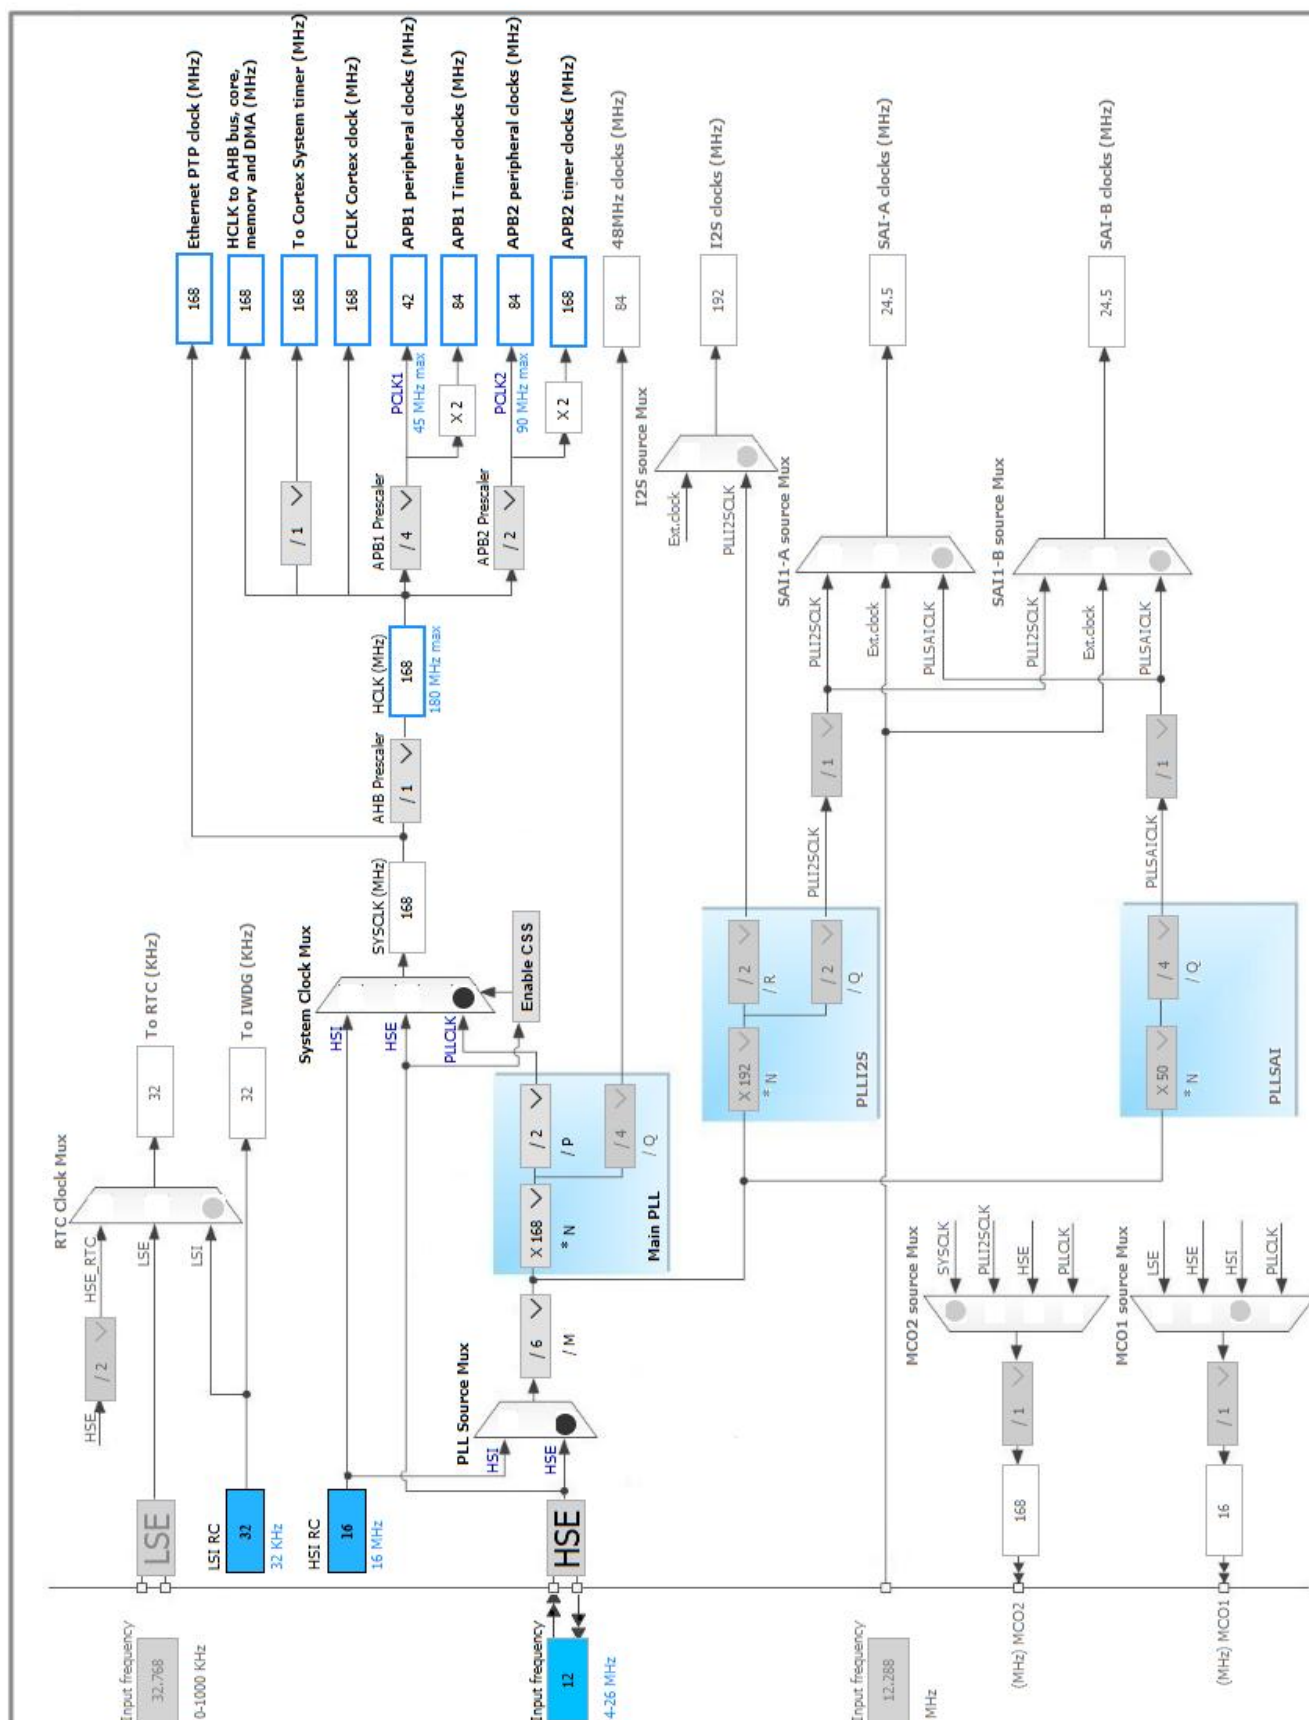 Input frequency
32.768
0-1000 KHz
LSE
HSE
/ 2
HSE_RTC
LSE
LSI
RTC Clock Mux
32
To RTC (KHz)
LSI RC
32
32 KHz
32
To IWDG (KHz)
HSI RC
16
16 MHz
System Clock Mux
HSI
HSE
PLLCLK
Enable CSS
SYSCLK (MHz)
168
AHB Prescaler
/ 1
HCLK (MHz)
168
180 MHz max
168
Ethernet PTP clock (MHz)
168
HCLK to AHB bus, core,
memory and DMA (MHz)
/ 1
168
To Cortex System timer (MHz)
168
FCLK Cortex clock (MHz)
APB1 Prescaler
/ 4
PCLK1
45 MHz max
42
APB1 peripheral clocks (MHz)
X 2
84
APB1 Timer clocks (MHz)
APB2 Prescaler
/ 2
PCLK2
90 MHz max
84
APB2 peripheral clocks (MHz)
X 2
168
APB2 timer clocks (MHz)
84
48MHz clocks (MHz)
Input frequency
12
4-26 MHz
HSE
PLL Source Mux
HSI
HSE
/ 6
/ M
X 168
* N
/ 2
/ P
/ 4
/ Q
Main PLL
I2S source Mux
Ext.clock
PLLI2SCLK
192
I2S clocks (MHz)
X 192
* N
/ 2
/ R
/ 2
/ Q
PLLI2S
PLLI2SCLK
/ 1
SAI1-A source Mux
PLLI2SCLK
Ext.clock
PLLSAICLK
24.5
SAI-A clocks (MHz)
SAI1-B source Mux
PLLI2SCLK
Ext.clock
PLLSAICLK
24.5
SAI-B clocks (MHz)
X 50
* N
/ 4
/ Q
PLLSAI
PLLSAICLK
/ 1
Input frequency
12.288
MHz
MCO2 source Mux
SYSCLK
PLLI2SCLK
HSE
PLLCLK
/ 1
168
(MHz) MCO2
MCO1 source Mux
LSE
HSE
HSI
PLLCLK
/ 1
16
(MHz) MCO1